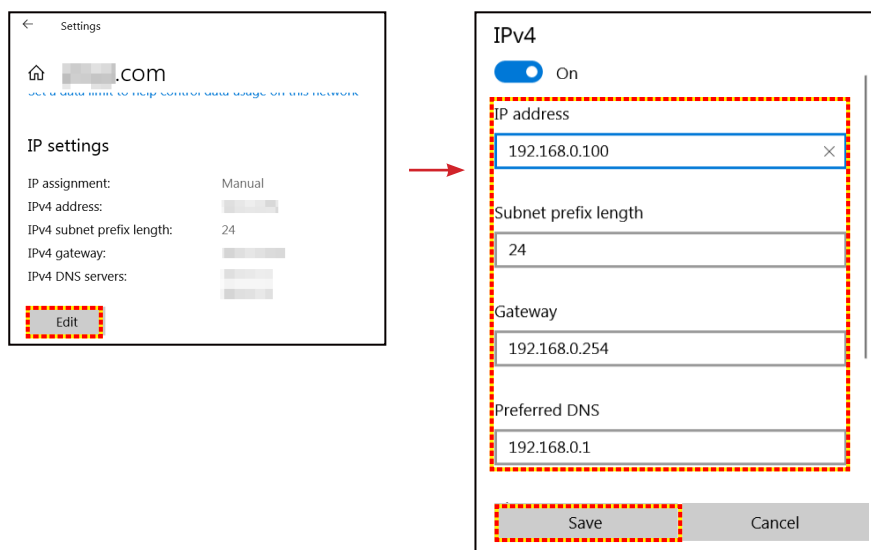 Settings
.com
Set a data limit to help control data usage on this network
IP settings
IP assignment: Manual
IPv4 address:
IPv4 subnet prefix length: 24
IPv4 gateway:
IPv4 DNS servers:
Edit
IPv4
On
IP address
192.168.0.100
Subnet prefix length
24
Gateway
192.168.0.254
Preferred DNS
192.168.0.1
Save Cancel